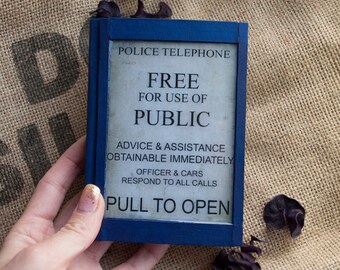 POLICE TELEPHONE
FREE
FOR USE OF
PUBLIC
ADVICE & ASSISTANCE
OBTAINABLE IMMEDIATELY
OFFICER & CARS
RESPOND TO ALL CALLS
PULL TO OPEN